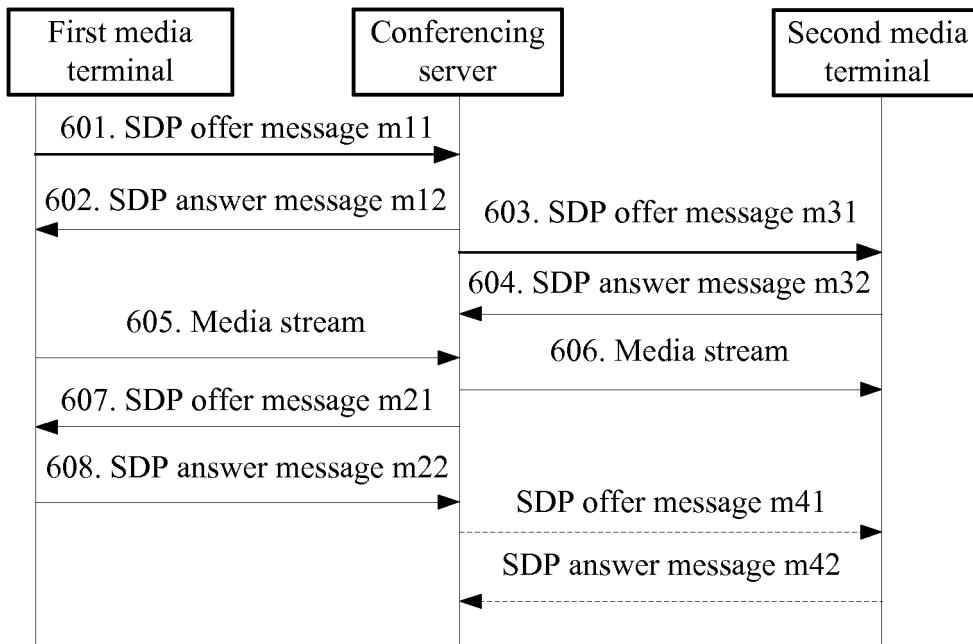 First media
terminal
Conferencing
server
Second media
terminal
601. SDP offer message m11
602. SDP answer message m12
603. SDP offer message m31
604. SDP answer message m32
605. Media stream
606. Media stream
607. SDP offer message m21
608. SDP answer message m22
SDP offer message m41
SDP answer message m42